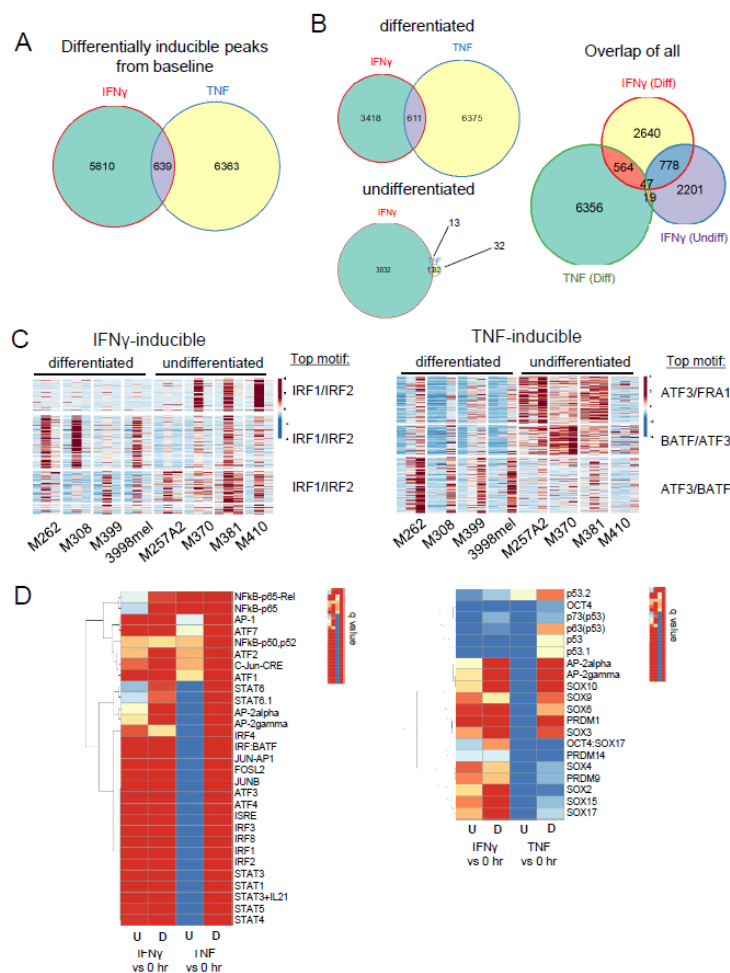 A
Differentially inducible peaks
from baseline
IFNγ
TNF
5610
639
6363
B
differentiated
IFNγ
TNF
3418
611
6375
undifferentiated
IFNγ
13
32
3032
TNF
Overlap of all
IFNγ (Diff)
2640
564
778
47
19
2201
6356
IFNγ (Undiff)
TNF (Diff)
C
IFNγ-inducible
differentiated
undifferentiated
Top motif:
IRF1/IRF2
IRF1/IRF2
IRF1/IRF2
M262
M308
M399
3998mel
M257A2
M370
M381
M410
TNF-inducible
differentiated
undifferentiated
Top motif:
ATF3/FRA1
BATF/ATF3
ATF3/BATF
M262
M308
M399
3998mel
M257A2
M370
M381
M410
D
NFkB-p65-Rel
NFkB-p65
AP-1
ATF7
NFkB-p50,p52
ATF2
C-Jun-CRE
ATF1
STAT6
STAT6.1
AP-2alpha
AP-2gamma
IRF4
IRF:BATF
JUN-AP1
FOSL2
JUNB
ATF3
ATF4
ISRE
IRF3
IRF8
IRF1
IRF2
STAT3
STAT1
STAT3+IL21
STAT5
STAT4
U D U D
IFNγ TNF
vs 0 hr vs 0 hr
q value
p53.2
OCT4
p73(p53)
p63(p53)
p53
p53.1
AP-2alpha
AP-2gamma
SOX10
SOX9
SOX6
PRDM1
SOX3
OCT4:SOX17
PRDM14
SOX4
PRDM9
SOX2
SOX15
SOX17
U D U D
IFNγ TNF
vs 0 hr vs 0 hr
q value